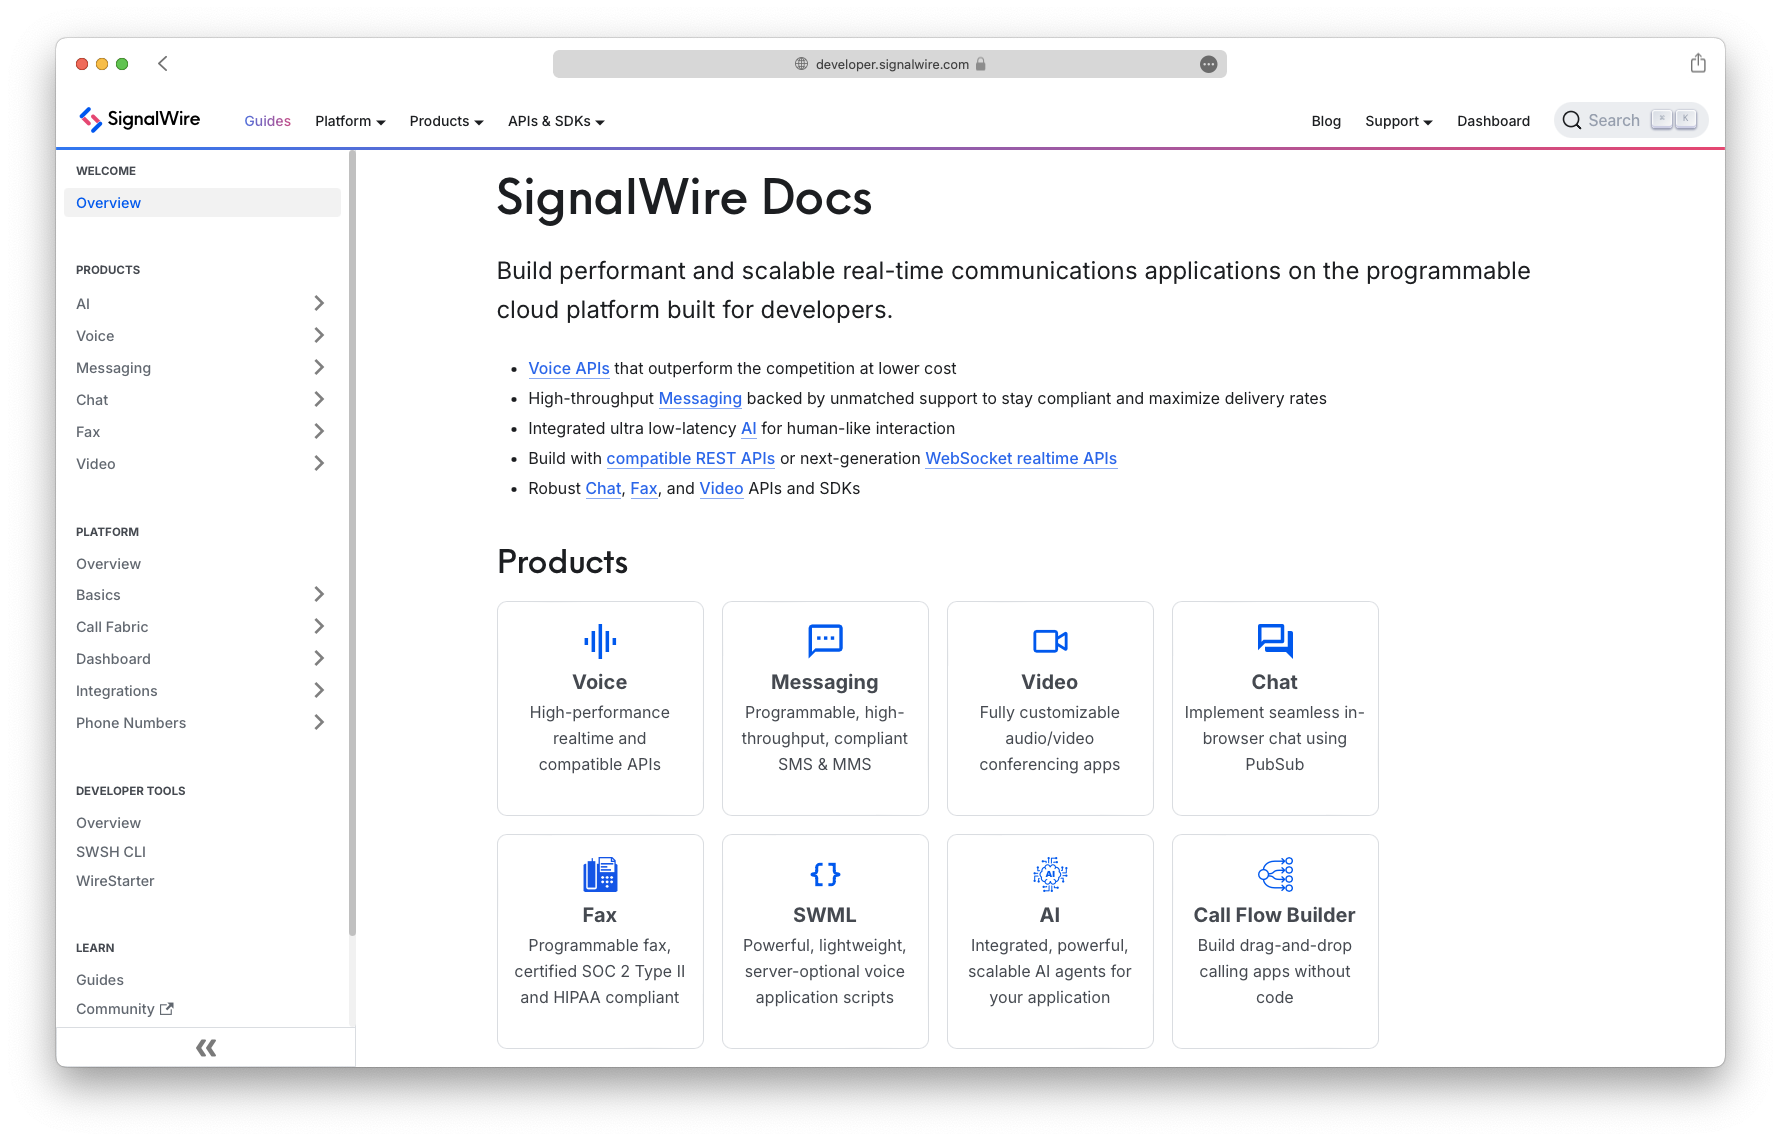 developer.signalwire.com
SignalWire
Guides
Platform
Products
APIs & SDKs
Blog
Support
Dashboard
Search
K
WELCOME
Overview
PRODUCTS
AI
Voice
Messaging
Chat
Fax
Video
PLATFORM
Overview
Basics
Call Fabric
Dashboard
Integrations
Phone Numbers
DEVELOPER TOOLS
Overview
SWSH CLI
WireStarter
LEARN
Guides
Community
SignalWire Docs
Build performant and scalable real-time communications applications on the programmable
cloud platform built for developers.
• Voice APIs that outperform the competition at lower cost
• High-throughput Messaging backed by unmatched support to stay compliant and maximize delivery rates
• Integrated ultra low-latency AI for human-like interaction
• Build with compatible REST APIs or next-generation WebSocket realtime APIs
• Robust Chat, Fax, and Video APIs and SDKs
Products
Voice
High-performance
realtime and
compatible APIs
Messaging
Programmable, high-
throughput, compliant
SMS & MMS
Video
Fully customizable
audio/video
conferencing apps
Chat
Implement seamless in-
browser chat using
PubSub
Fax
Programmable fax,
certified SOC 2 Type II
and HIPAA compliant
{}
SWML
Powerful, lightweight,
server-optional voice
application scripts
AI
AI
Integrated, powerful,
scalable AI agents for
your application
Call Flow Builder
Build drag-and-drop
calling apps without
code